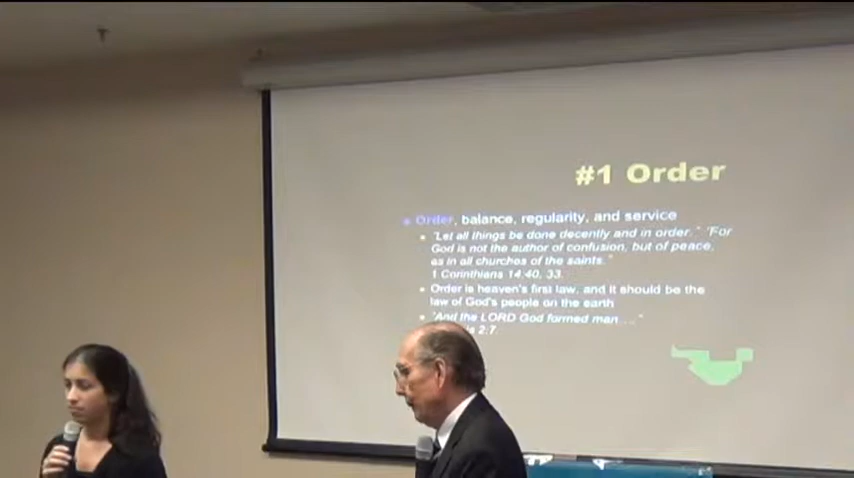 #1 Order
Order, balance, regularity, and service
"Let all things be done decently and in order." "For
God is not the author of confusion, but of peace,
as in all churches of the saints."
1 Corinthians 14:40, 33.
Order is heaven's first law, and it should be the
law of God's people on the earth
"And the LORD God formed man...."
2:7.